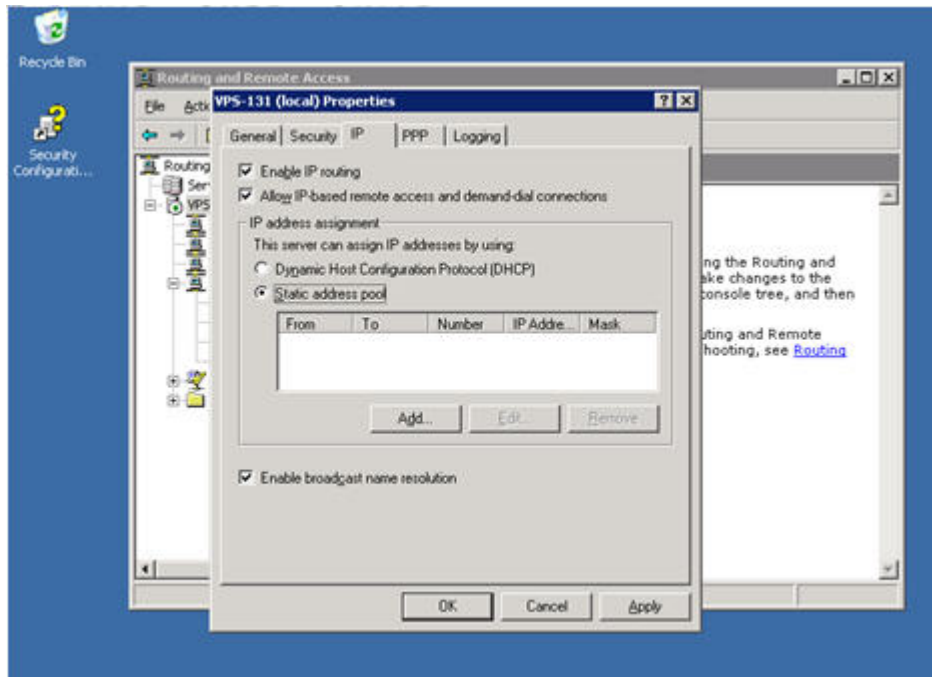 Recycle Bin
Security
Configurati...
Routing and Remote Access
File Acti
VPS-131 (local) Properties
General Security IP PPP Logging
Routing
Ser
VPS
Enable IP routing
Allow IP-based remote access and demand-dial connections
IP address assignment
This server can assign IP addresses by using:
Dynamic Host Configuration Protocol (DHCP)
Static address pool
From To Number IP Addre... Mask
Add... Edit... Remove
Enable broadcast name resolution
OK Cancel Apply
ng the Routing and
ake changes to the
console tree, and then
uting and Remote
hooting, see Routing